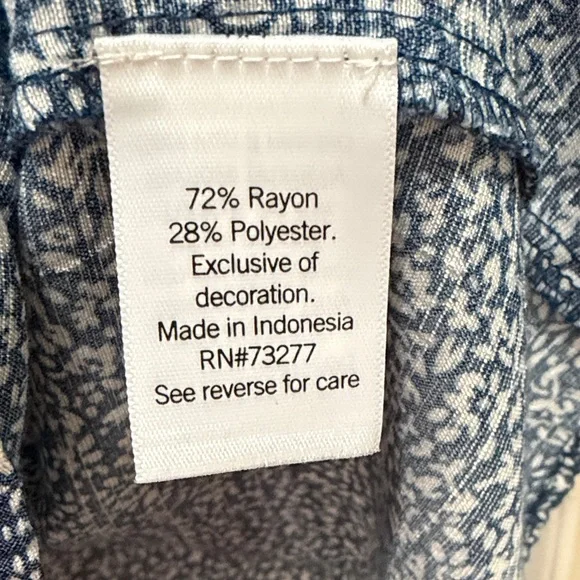 72% Rayon
28% Polyester.
Exclusive of
decoration.
Made in Indonesia
RN#73277
See reverse for care